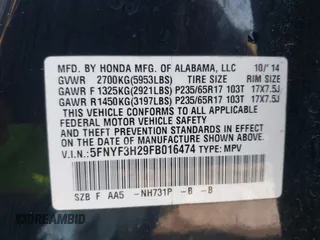 MFD. BY HONDA MFG. OF ALABAMA, LLC 10/'14
GVWR 2700KG(5953LBS) TIRE SIZE RIM SIZE
GAWR F 1325KG(2921LBS) P235/65R17 103T 17X7.5J
GAWR R 1450KG(3197LBS) P235/65R17 103T 17X7.5J
THIS VEHICLE CONFORMS TO ALL APPLICABLE FEDERAL MOTOR VEHICLE
SAFETY AND THEFT PREVENTION STANDARDS IN EFFECT ON THE DATE OF
MANUFACTURE SHOWN ABOVE.
V.I.N.: 5FNYF3H29FB016474 TYPE: MPV
SZB F AA5 -NH731P -B -B